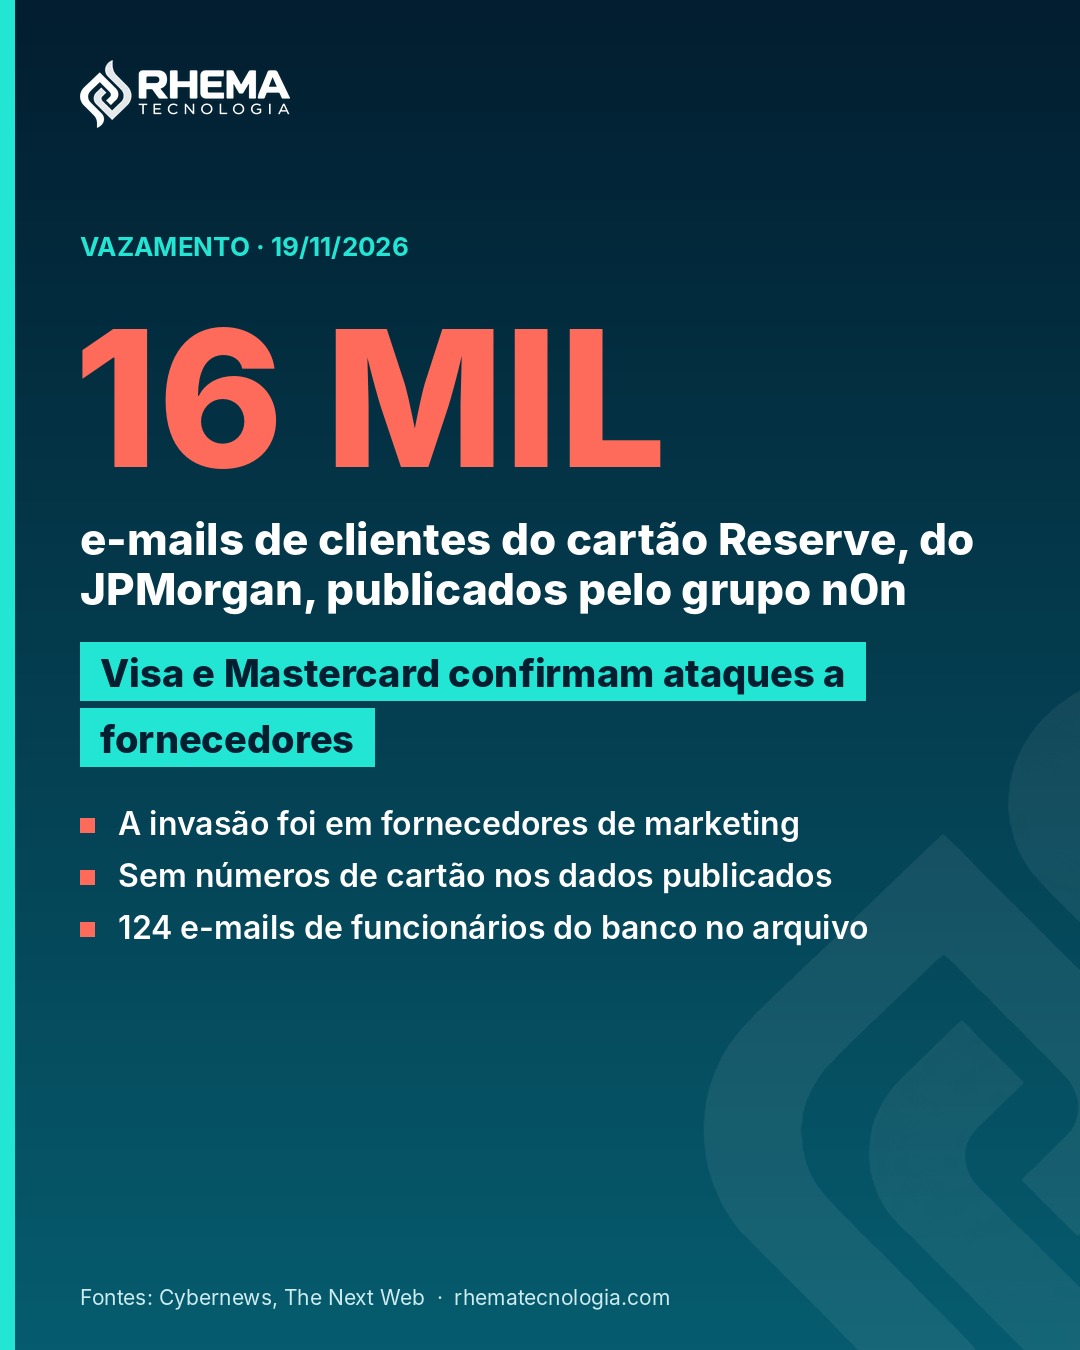 RHEMA
TECNOLOGIA
VAZAMENTO · 19/11/2026
16 MIL
e-mails de clientes do cartão Reserve, do
JPMorgan, publicados pelo grupo n0n
Visa e Mastercard confirmam ataques a
fornecedores
A invasão foi em fornecedores de marketing
Sem números de cartão nos dados publicados
124 e-mails de funcionários do banco no arquivo
Fontes: Cybernews, The Next Web · rhematecnologia.com